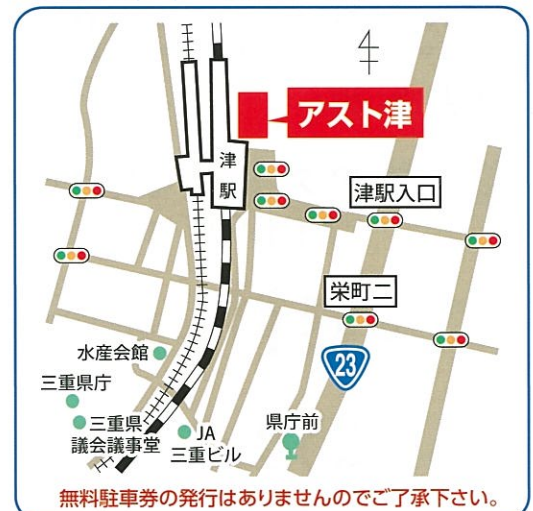 アスト津
津駅
津駅入口
栄町二
23
水産会館
三重県庁
三重県
議会議事堂
JA
三重ビル
県庁前
無料駐車券の発行はありませんのでご了承下さい。